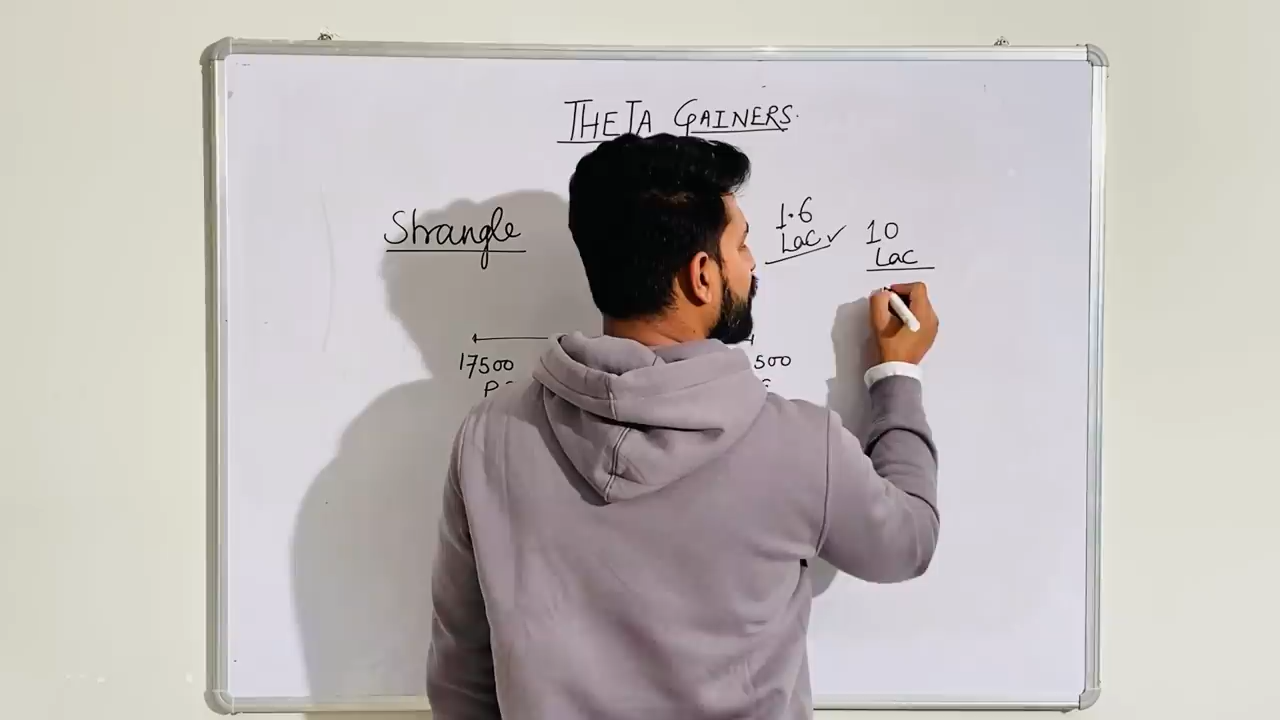 THETA GAINERS.
Strangle
1.6
Lac ✓
10
Lac
17500
500